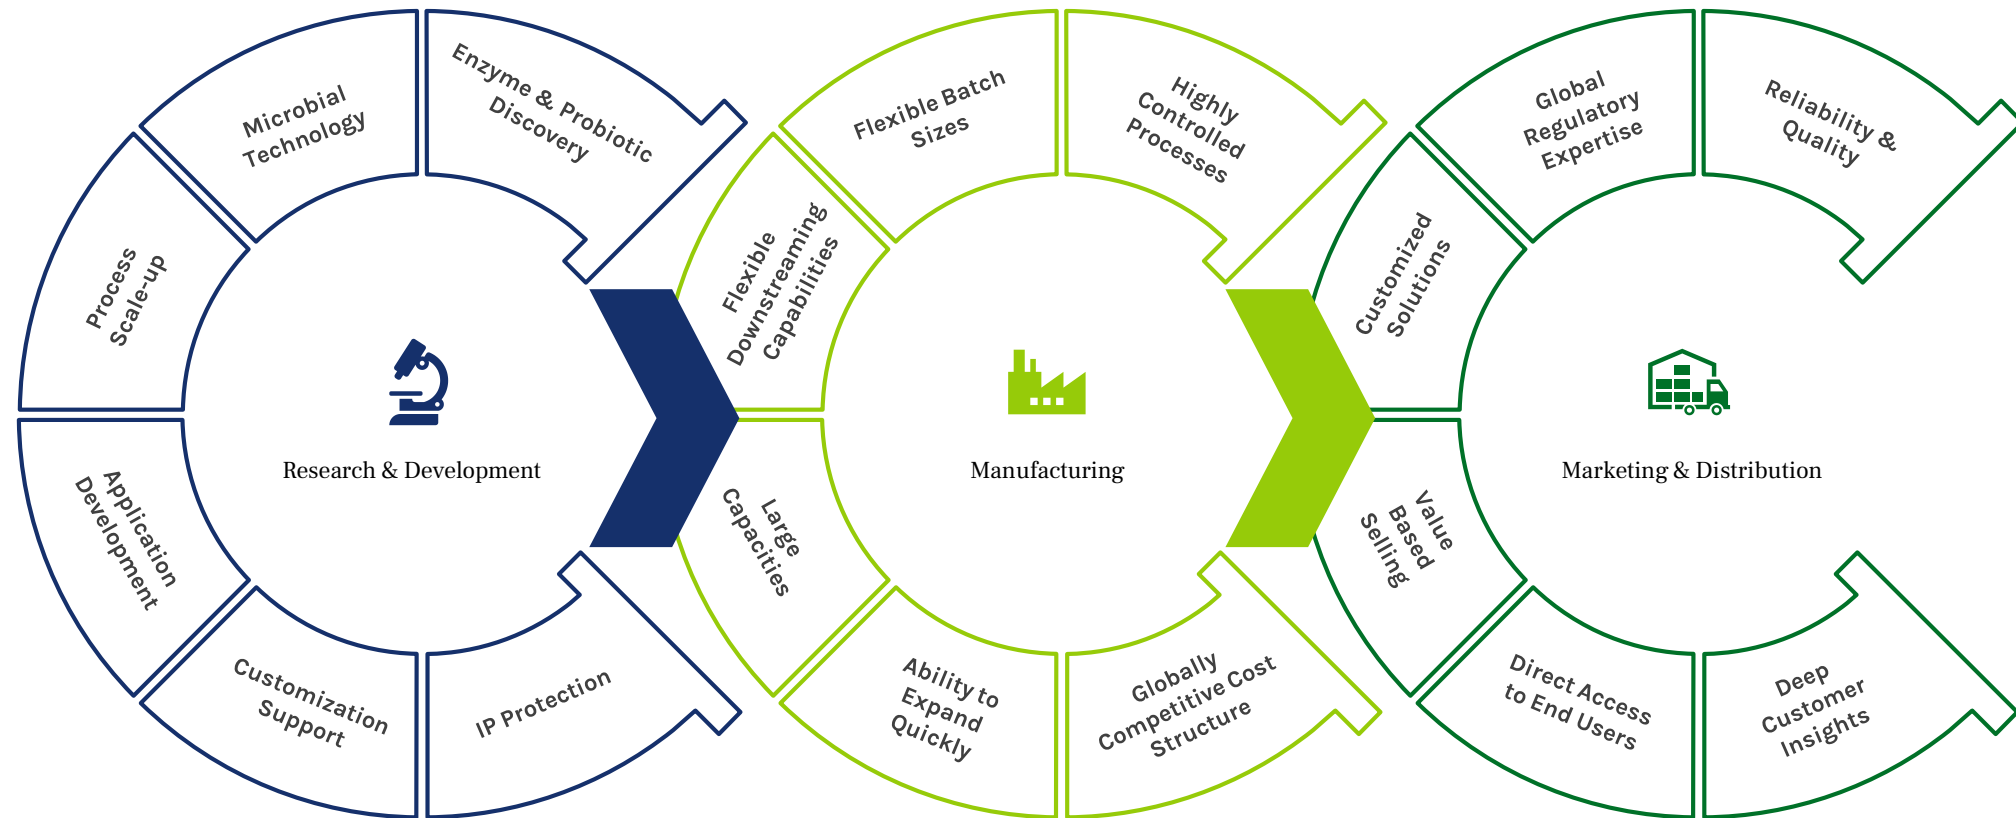 Microbial
Technology
Enzyme & Probiotic
Discovery
Process
Scale-up
Application
Development
Customization
Support
IP Protection
Research & Development
Flexible Batch
Sizes
Highly
Controlled
Processes
Flexible
Downstreaming
Capabilities
Large
Capacities
Ability to
Expand
Quickly
Globally
Competitive Cost
Structure
Manufacturing
Global
Regulatory
Expertise
Reliability &
Quality
Customized
Solutions
Value
Based
Selling
Direct Access
to End Users
Deep
Customer
Insights
Marketing & Distribution